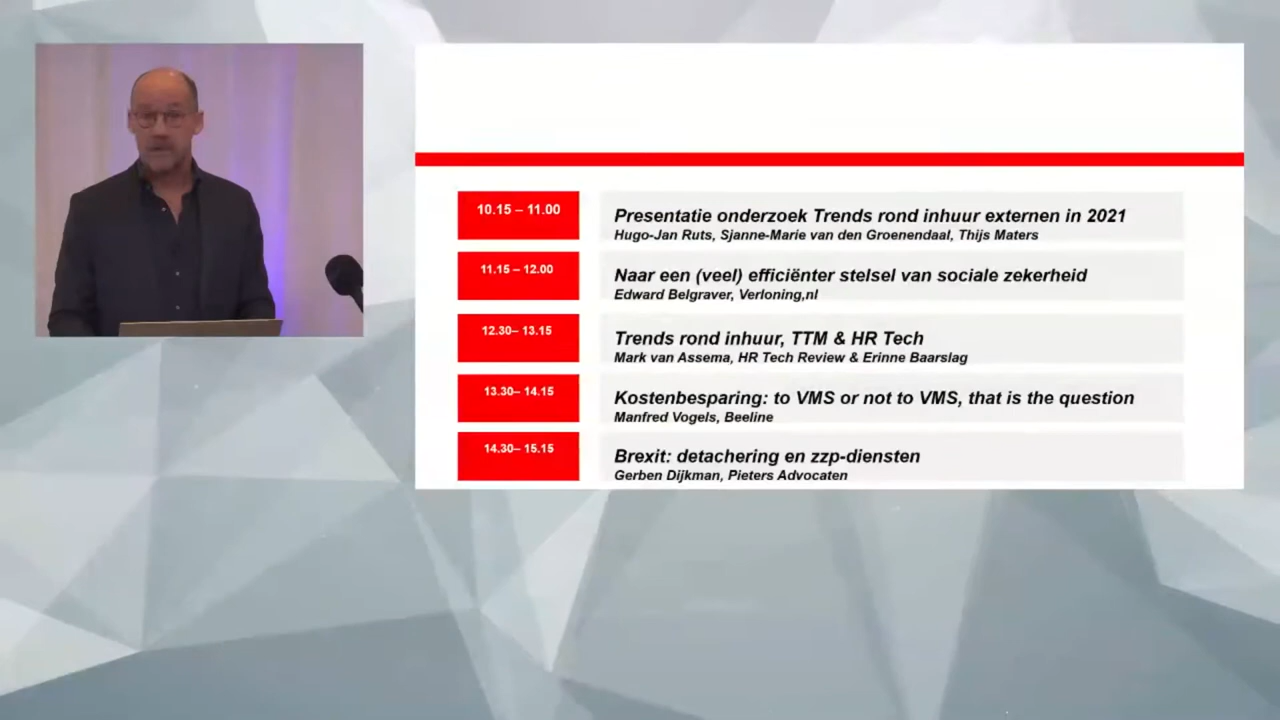 10.15 – 11.00
Presentatie onderzoek Trends rond inhuur externen in 2021
Hugo-Jan Ruts, Sjanne-Marie van den Groenendaal, Thijs Maters
11.15 – 12.00
Naar een (veel) efficiënter stelsel van sociale zekerheid
Edward Belgraver, Verloning,nl
12.30– 13.15
Trends rond inhuur, TTM & HR Tech
Mark van Assema, HR Tech Review & Erinne Baarslag
13.30– 14.15
Kostenbesparing: to VMS or not to VMS, that is the question
Manfred Vogels, Beeline
14.30– 15.15
Brexit: detachering en zzp-diensten
Gerben Dijkman, Pieters Advocaten